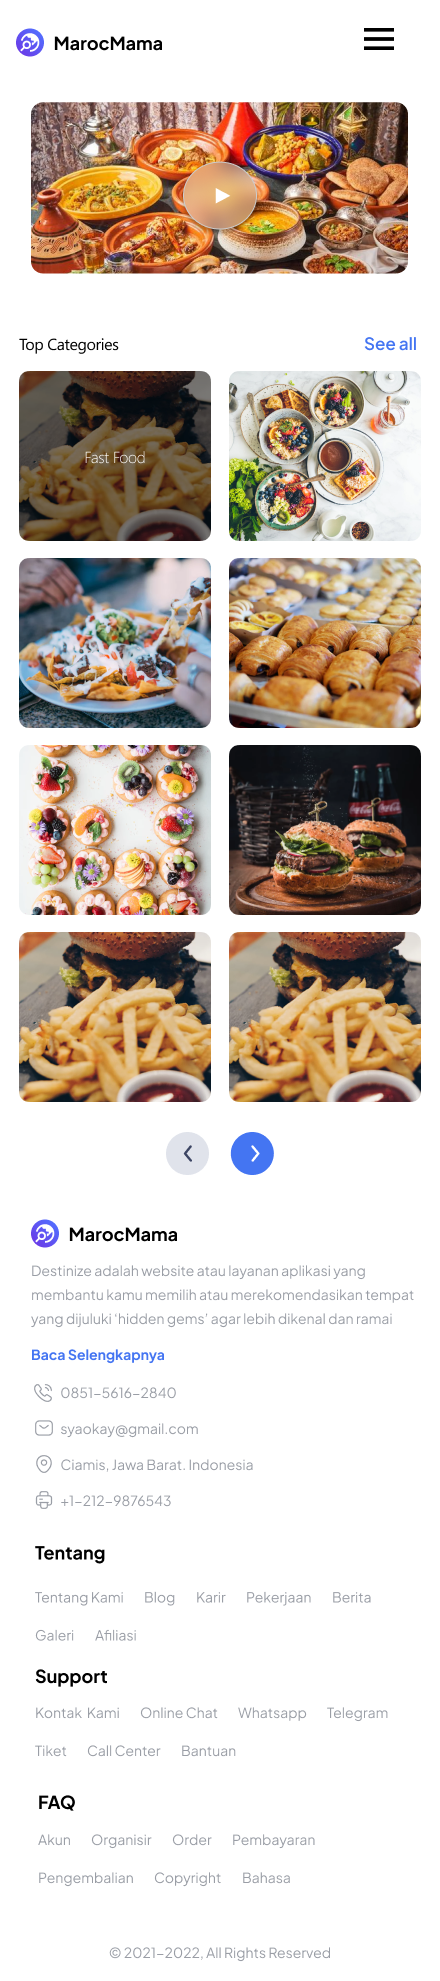 MarocMama
Top Categories
See all
Fast Food
Coca-Cola
MarocMama
Destinize adalah website atau layanan aplikasi yang
membantu kamu memilih atau merekomendasikan tempat
yang dijuluki ‘hidden gems’ agar lebih dikenal dan ramai
Baca Selengkapnya
0851-5616-2840
syaokay@gmail.com
Ciamis, Jawa Barat. Indonesia
+1-212-9876543
Tentang
Tentang Kami Blog Karir Pekerjaan Berita
Galeri Afiliasi
Support
Kontak Kami Online Chat Whatsapp Telegram
Tiket Call Center Bantuan
FAQ
Akun Organisir Order Pembayaran
Pengembalian Copyright Bahasa
© 2021-2022, All Rights Reserved